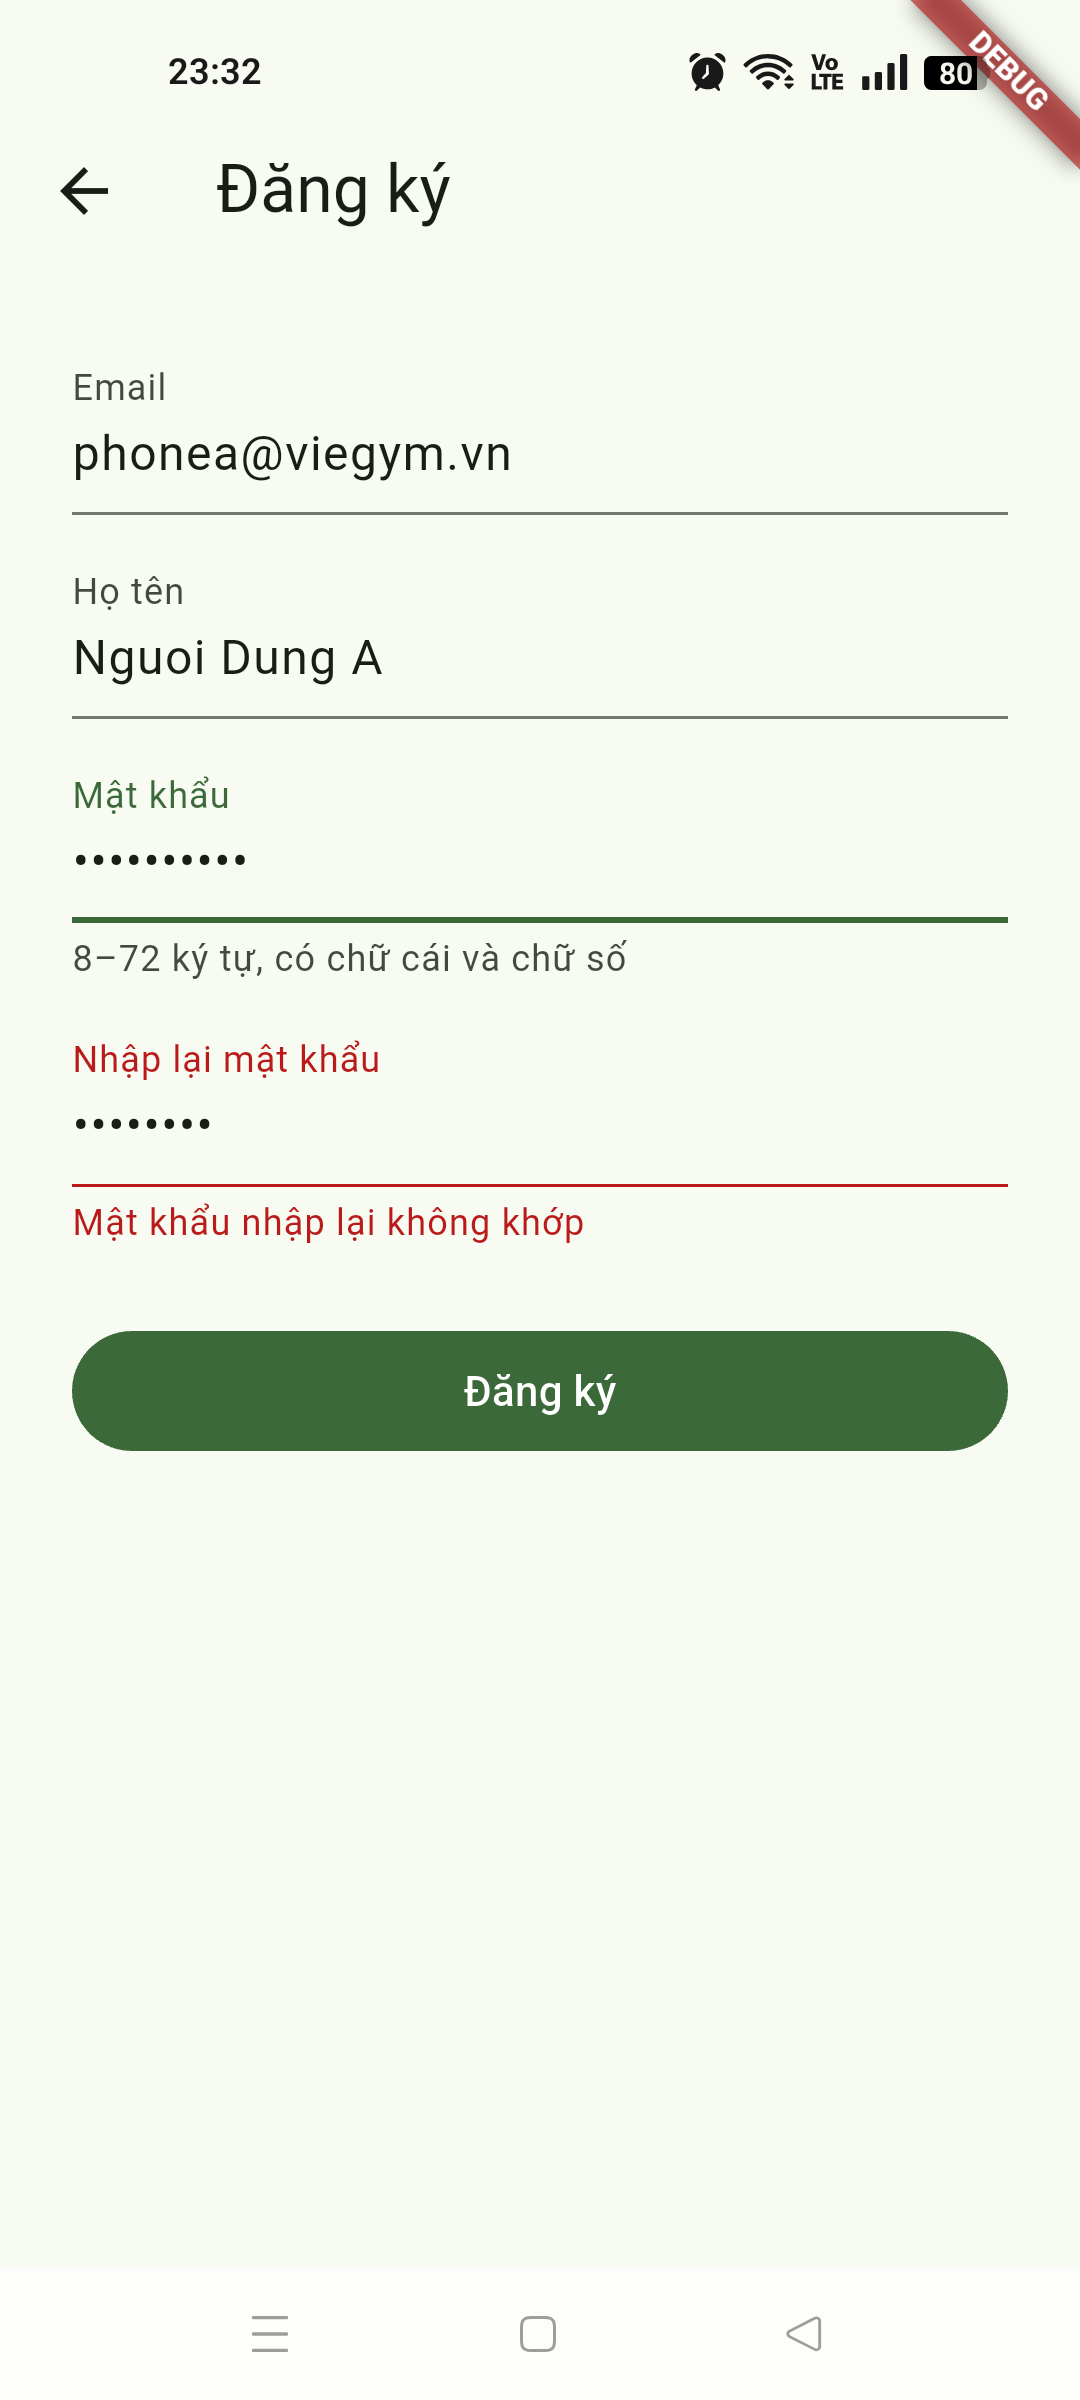 23:32
Vo
LTE
80
DEBUG
Đăng ký
Email
phonea@viegym.vn
Họ tên
Nguoi Dung A
Mật khẩu
••••••••••
8–72 ký tự, có chữ cái và chữ số
Nhập lại mật khẩu
••••••••
Mật khẩu nhập lại không khớp
Đăng ký